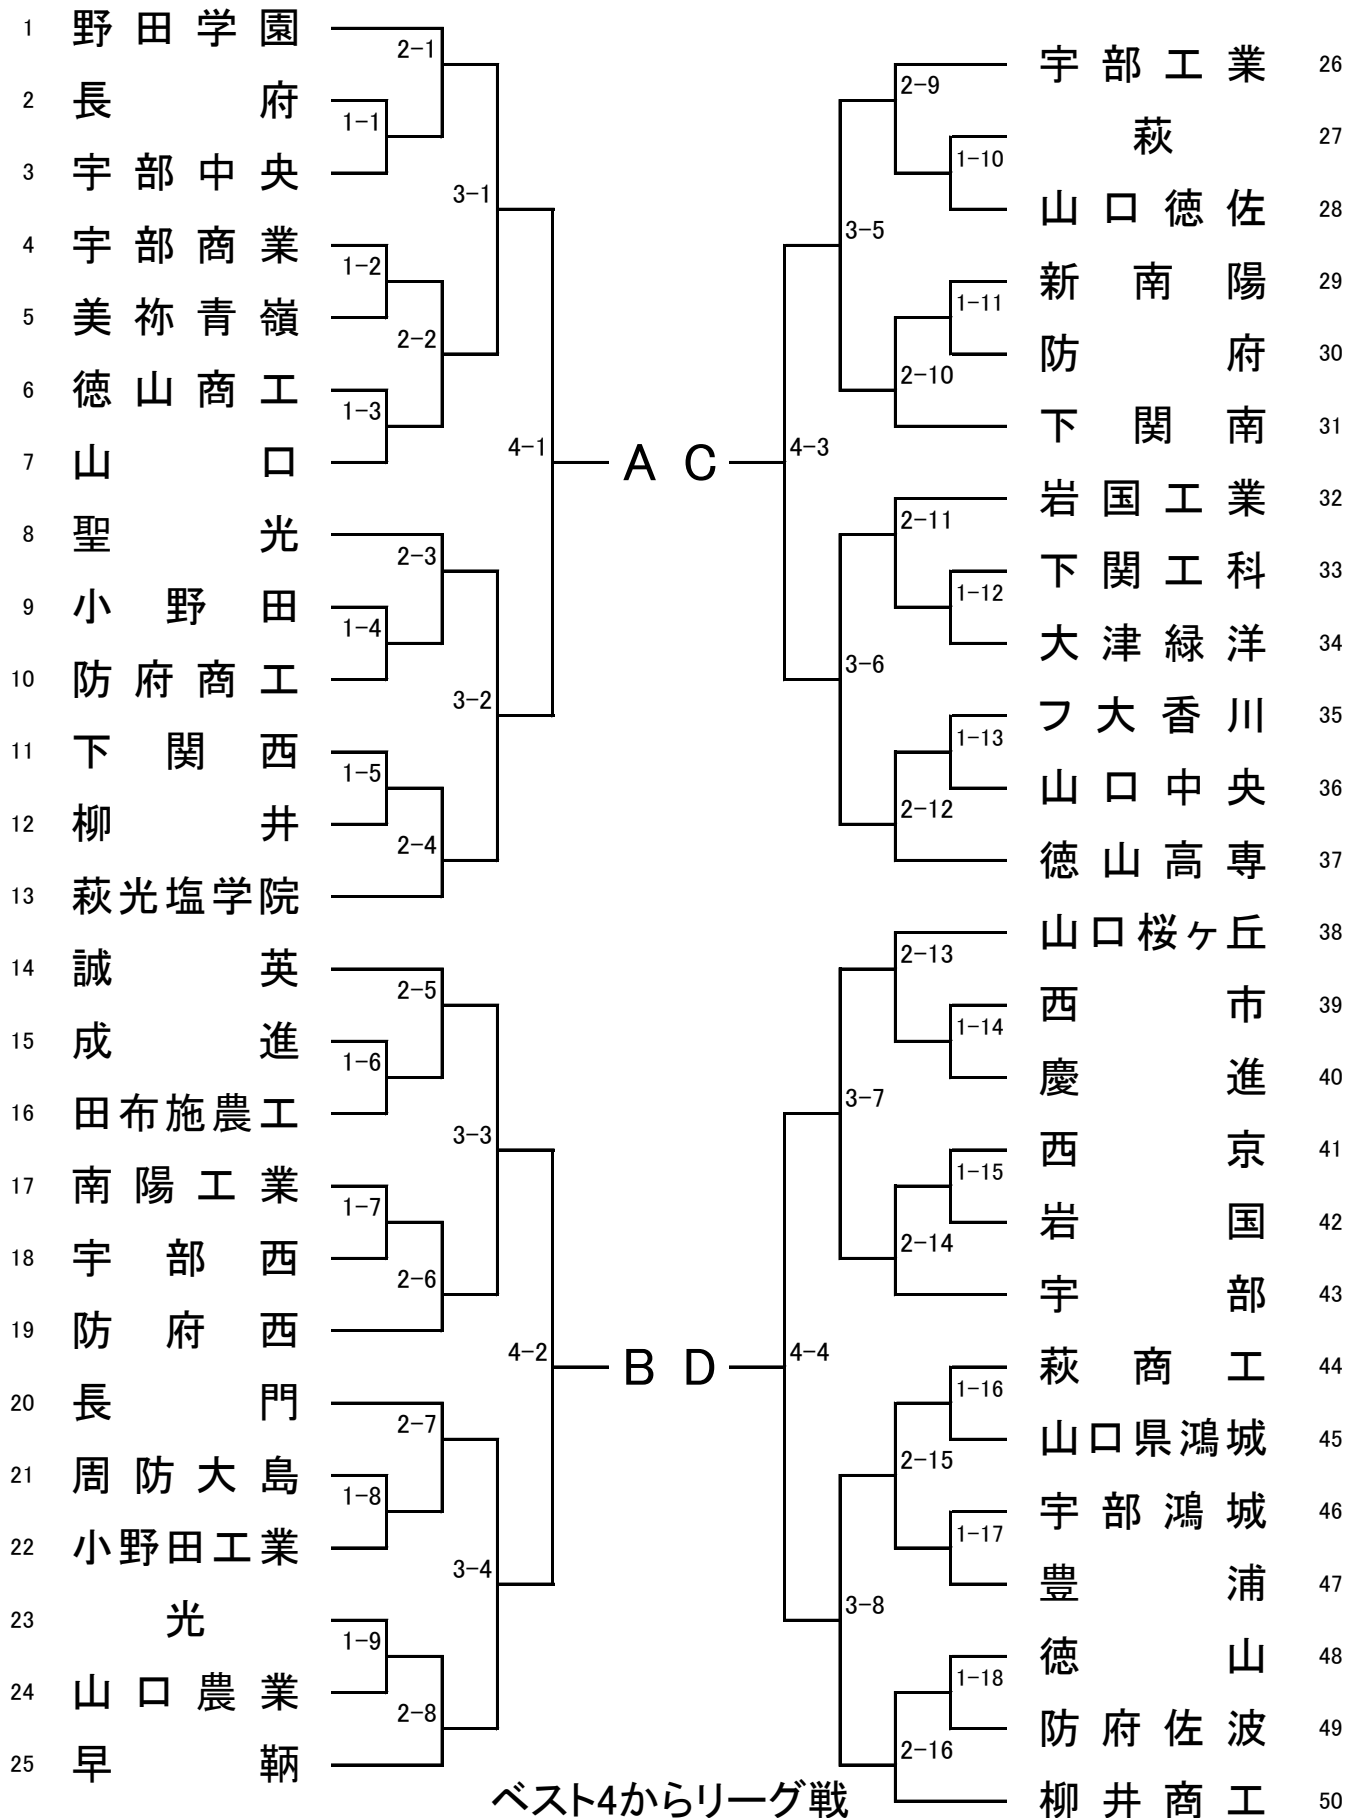 1 野田学園
2 長府
3 宇部中央
4 宇部商業
5 美祢青嶺
6 徳山商工
7 山口
8 聖光
9 小野田
10 防府商工
11 下関西
12 柳井
13 萩光塩学院
14 誠英
15 成進
16 田布施農工
17 南陽工業
18 宇部西
19 防府西
20 長門
21 周防大島
22 小野田工業
23 光
24 山口農業
25 早鞆
2-1
1-1
3-1
1-2
2-2
1-3
4-1
2-3
1-4
3-2
1-5
2-4
2-5
1-6
3-3
1-7
2-6
4-2
2-7
1-8
3-4
1-9
2-8
A C
B D
2-9
1-10
3-5
1-11
2-10
4-3
2-11
1-12
3-6
1-13
2-12
2-13
1-14
3-7
1-15
2-14
4-4
1-16
2-15
1-17
3-8
1-18
2-16
宇部工業 26
萩 27
山口徳佐 28
新南陽 29
防府 30
下関南 31
岩国工業 32
下関工科 33
大津緑洋 34
フ大香川 35
山口中央 36
徳山高専 37
山口桜ヶ丘 38
西市 39
慶進 40
西京 41
岩国 42
宇部 43
萩商工 44
山口県鴻城 45
宇部鴻城 46
豊浦 47
徳山 48
防府佐波 49
柳井商工 50
ベスト4からリーグ戦